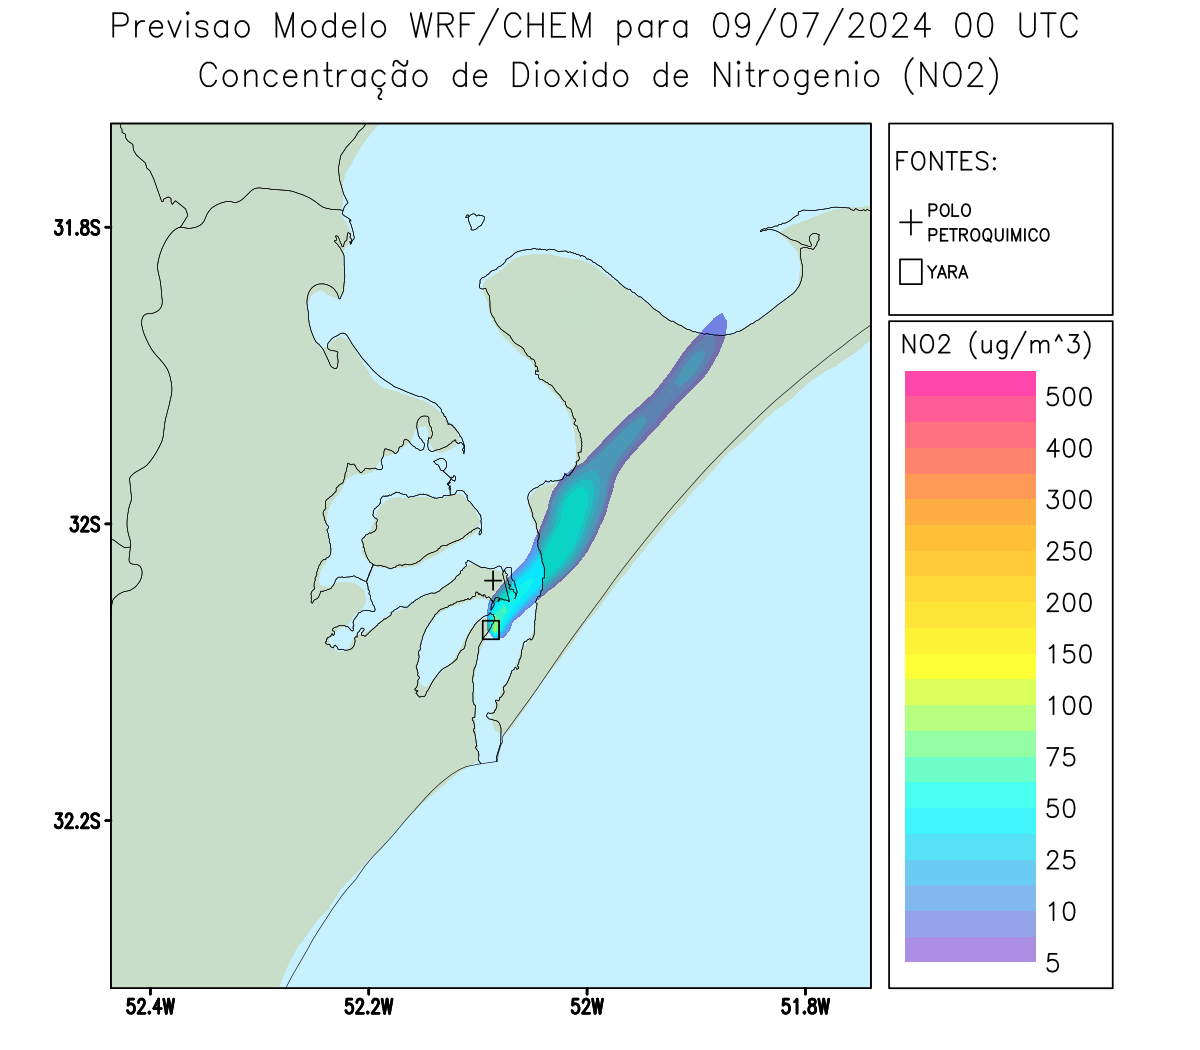 Previsao Modelo WRF/CHEM para 09/07/2024 00 UTC
Concentração de Dioxido de Nitrogenio (NO2)
FONTES:
POLO
PETROQUIMICO
YARA
31.8S
32S
32.2S
52.4W
52.2W
52W
51.8W
NO2 (ug/m^3)
500
400
300
250
200
150
100
75
50
25
10
5